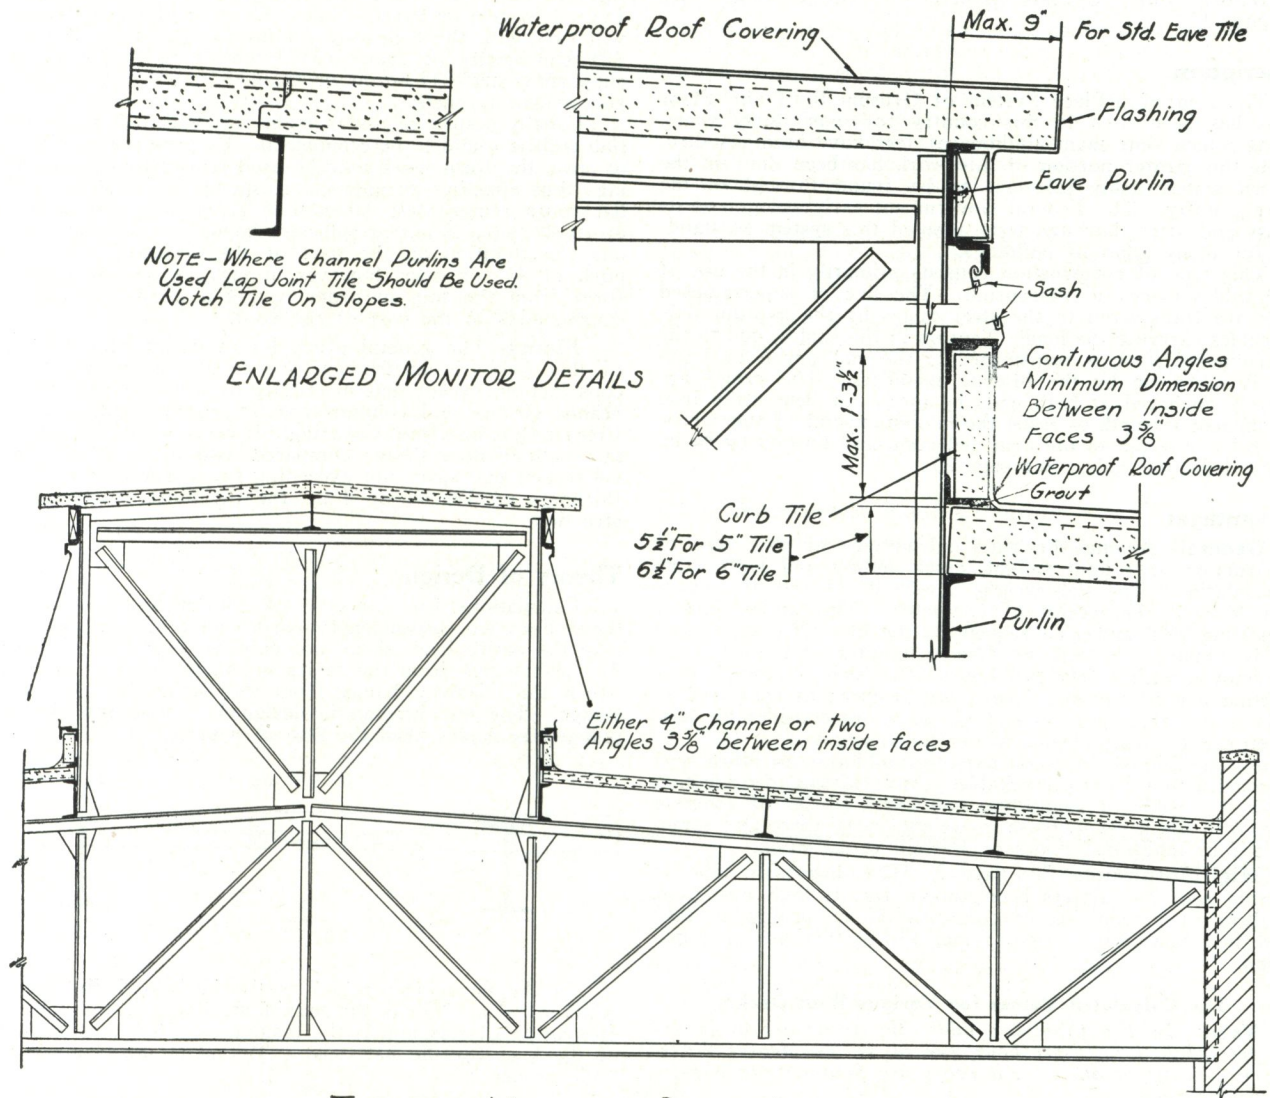 Waterproof Roof Covering
Max. 9"
For Std. Eave Tile
Flashing
Eave Purlin
NOTE - Where Channel Purlins Are
Used Lap Joint Tile Should Be Used.
Notch Tile On Slopes.
Sash
ENLARGED MONITOR DETAILS
Max. 1'-3½"
Continuous Angles
Minimum Dimension
Between Inside
Faces 3⅝"
Waterproof Roof Covering
Grout
Curb Tile
5½" For 5" Tile
6½" For 6" Tile
Purlin
Either 4" Channel or two
Angles 3⅝" between inside faces